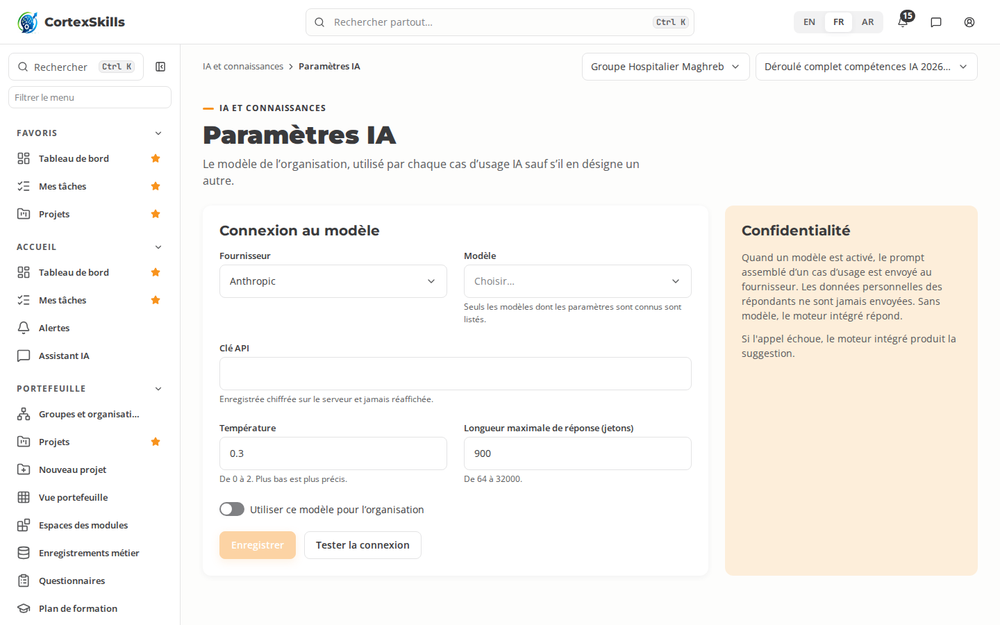 CortexSkills
Rechercher partout...
Ctrl K
EN
FR
AR
15
Rechercher
Ctrl K
Filtrer le menu
FAVORIS
Tableau de bord
Mes tâches
Projets
ACCUEIL
Tableau de bord
Mes tâches
Alertes
Assistant IA
PORTEFEUILLE
Groupes et organisati...
Projets
Nouveau projet
Vue portefeuille
Espaces des modules
Enregistrements métier
Questionnaires
Plan de formation
IA et connaissances > Paramètres IA
Groupe Hospitalier Maghreb
Déroulé complet compétences IA 2026...
IA ET CONNAISSANCES
Paramètres IA
Le modèle de l’organisation, utilisé par chaque cas d’usage IA sauf s’il en désigne un
autre.
Connexion au modèle
Fournisseur
Anthropic
Modèle
Choisir...
Seuls les modèles dont les paramètres sont connus sont
listés.
Clé API
Enregistrée chiffrée sur le serveur et jamais réaffichée.
Température
0.3
De 0 à 2. Plus bas est plus précis.
Longueur maximale de réponse (jetons)
900
De 64 à 32000.
Utiliser ce modèle pour l’organisation
Enregistrer
Tester la connexion
Confidentialité
Quand un modèle est activé, le prompt
assemblé d’un cas d’usage est envoyé au
fournisseur. Les données personnelles des
répondants ne sont jamais envoyées. Sans
modèle, le moteur intégré répond.
Si l'appel échoue, le moteur intégré produit la
suggestion.